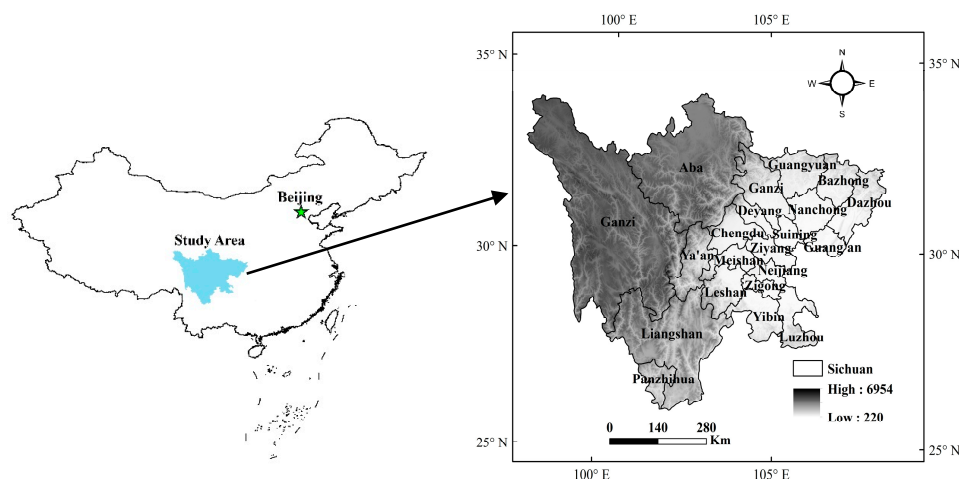 100° E
105° E
35° N
35° N
N
W
E
S
Aba
Guangyuan
Ganzi
Bazhong
Beijing
Deyang
Nanchong
Dazhou
Ganzi
Study Area
Chengdu
Suining
30° N
Ziyang
Guang'an
30° N
Ya'an
Meishan
Neijiang
Leshan
Zigong
Liangshan
Yibin
Luzhou
Panzhihua
Sichuan
High : 6954
Low : 220
0
140
280
Km
25° N
25° N
100° E
105° E